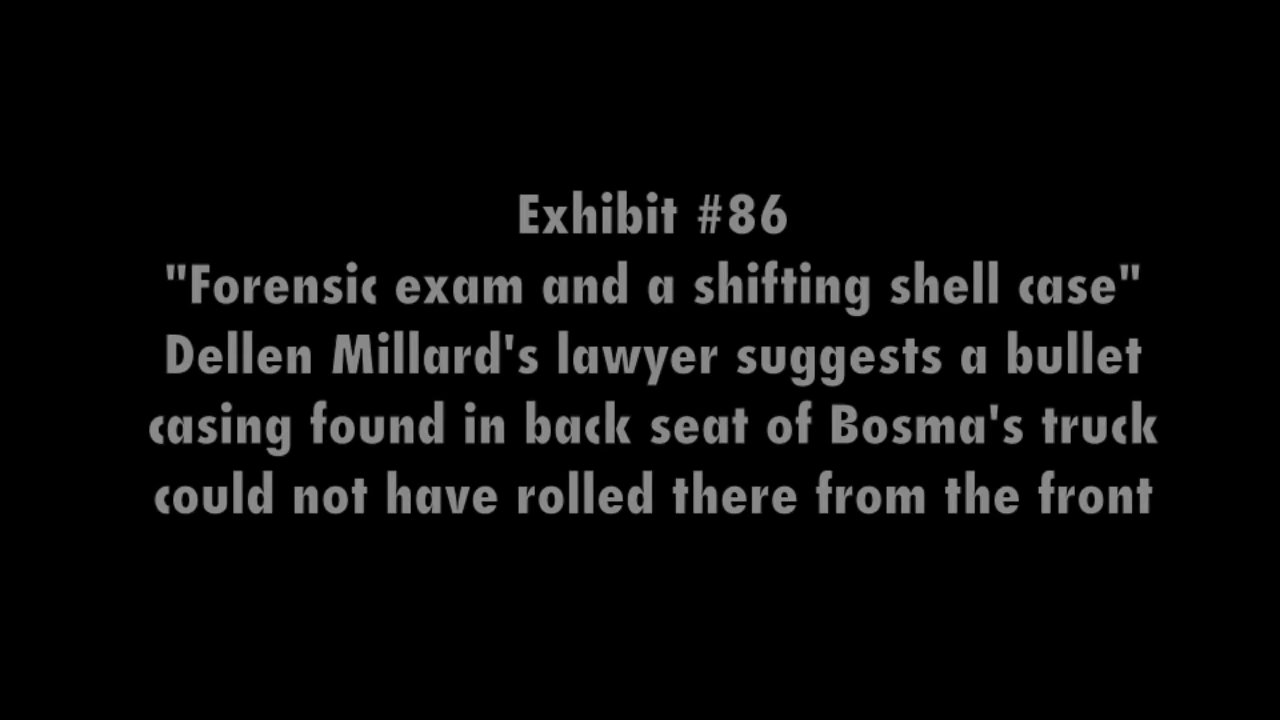 Exhibit #86
"Forensic exam and a shifting shell case"
Dellen Millard's lawyer suggests a bullet
casing found in back seat of Bosma's truck
could not have rolled there from the front